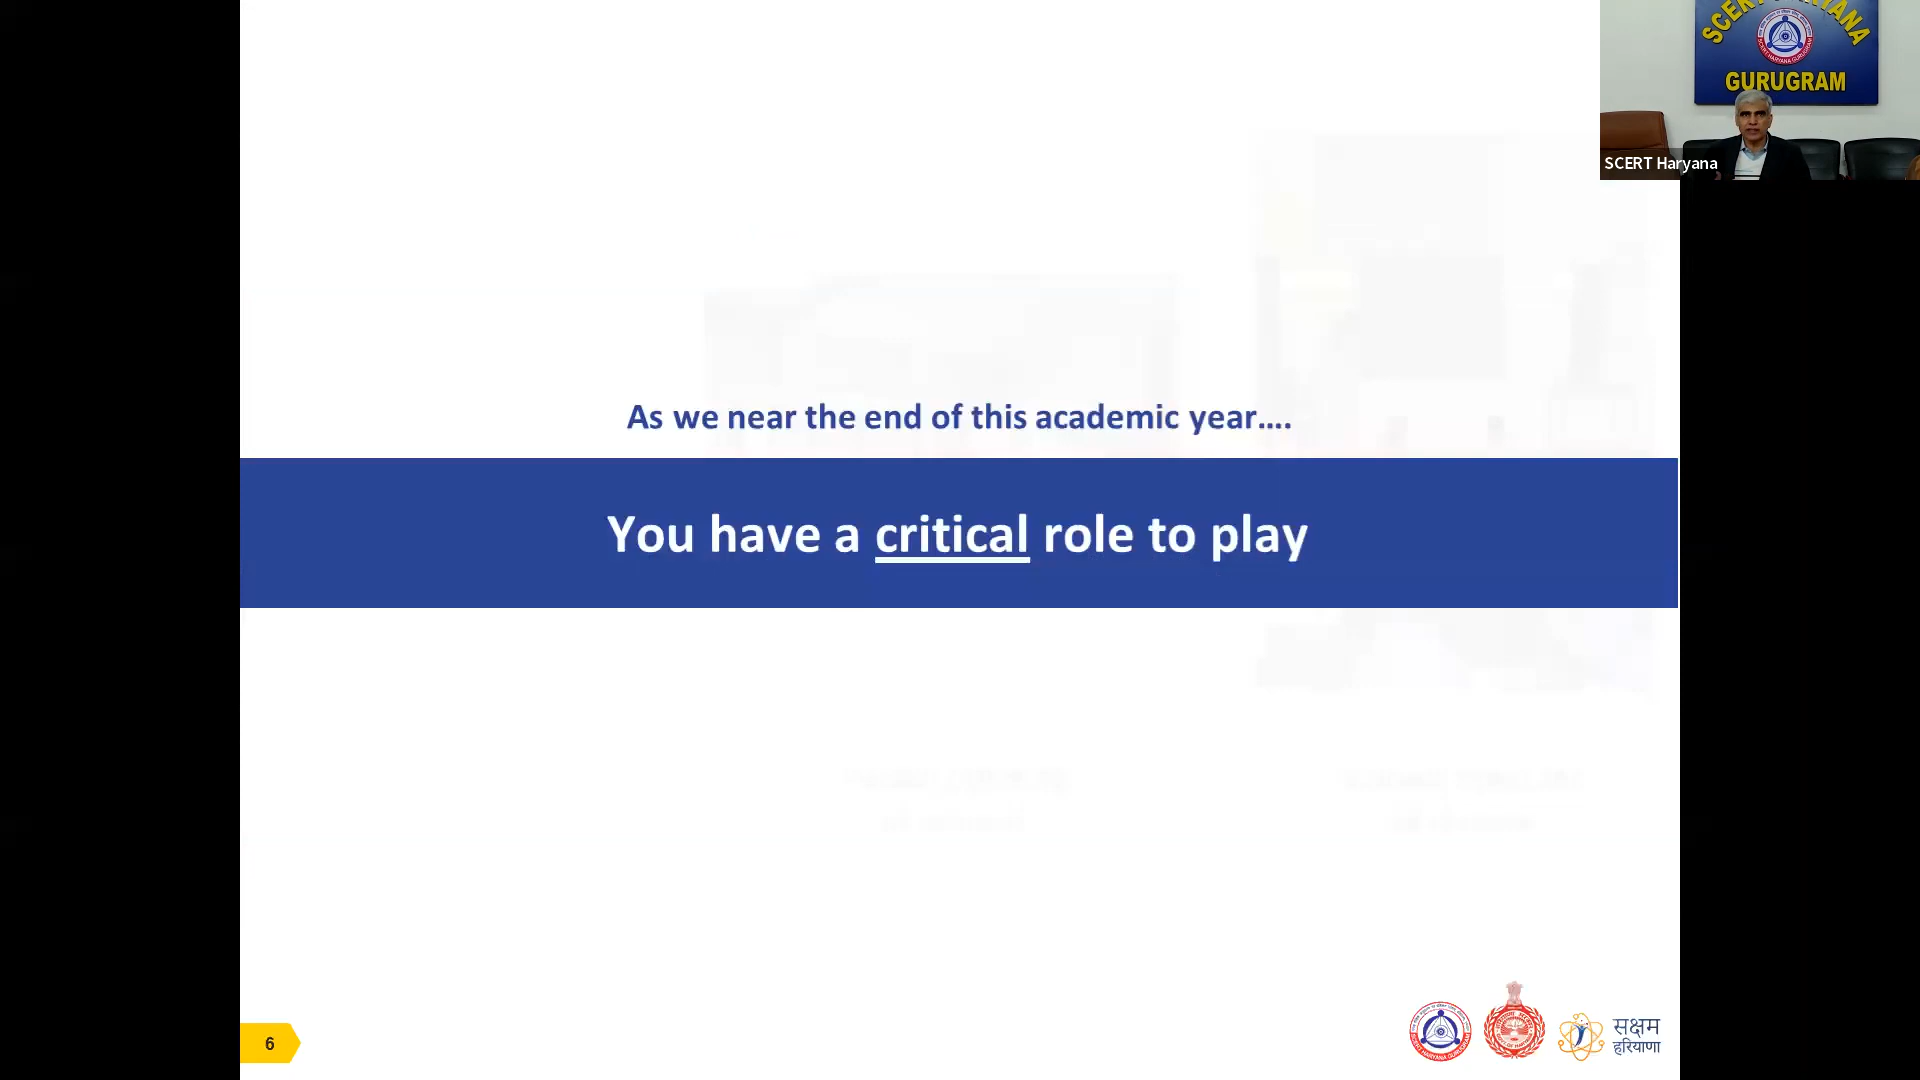 SCERT HARYANA
GURUGRAM
SCERT Haryana
As we near the end of this academic year....
You have a critical role to play
6
सक्षम
हरियाणा